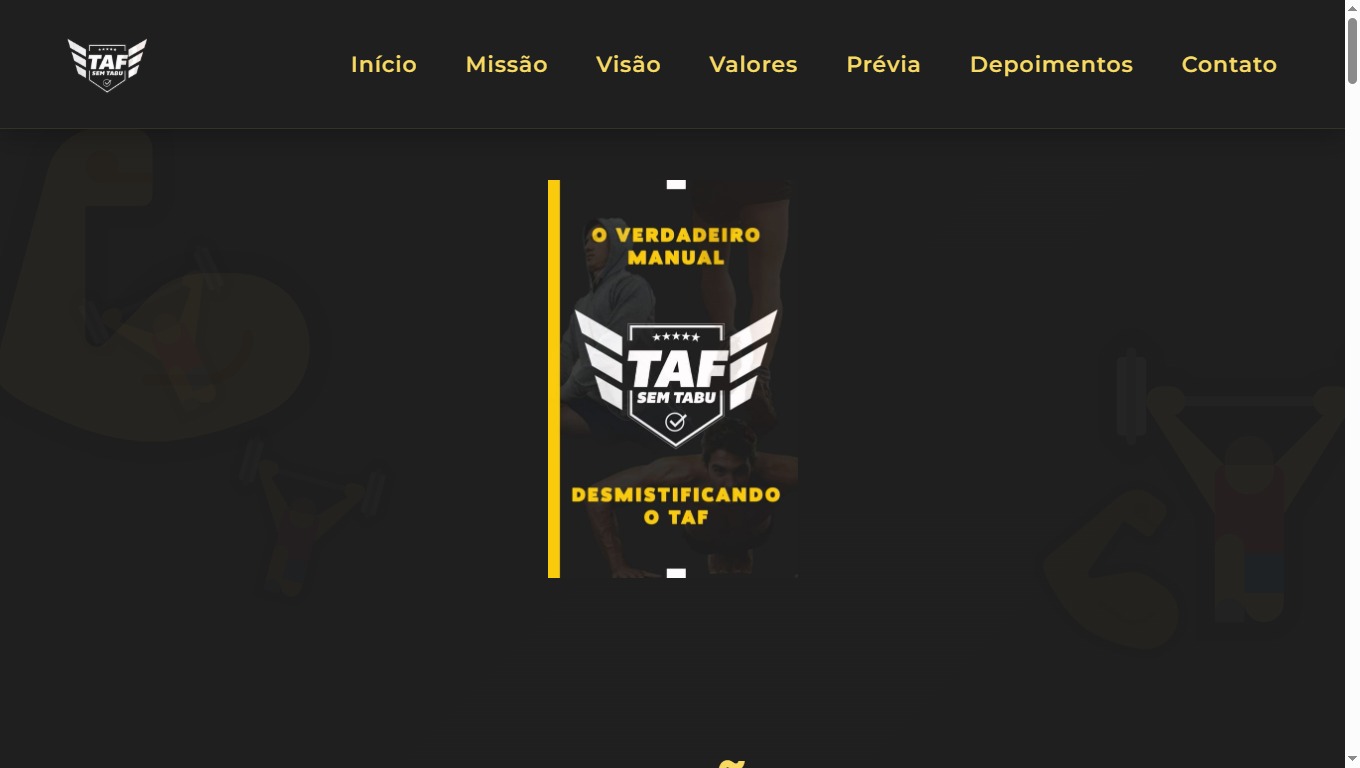 TAF
SEM TABU
Início
Missão
Visão
Valores
Prévia
Depoimentos
Contato
O VERDADEIRO
MANUAL
TAF
SEM TABU
DESMISTIFICANDO
O TAF